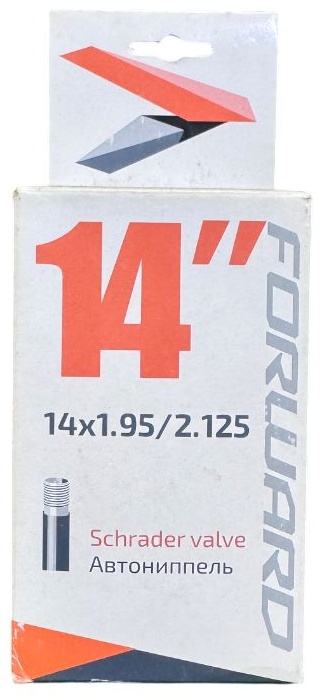 14"
FORWARD
14x1.95/2.125
Schrader valve
Автониппель